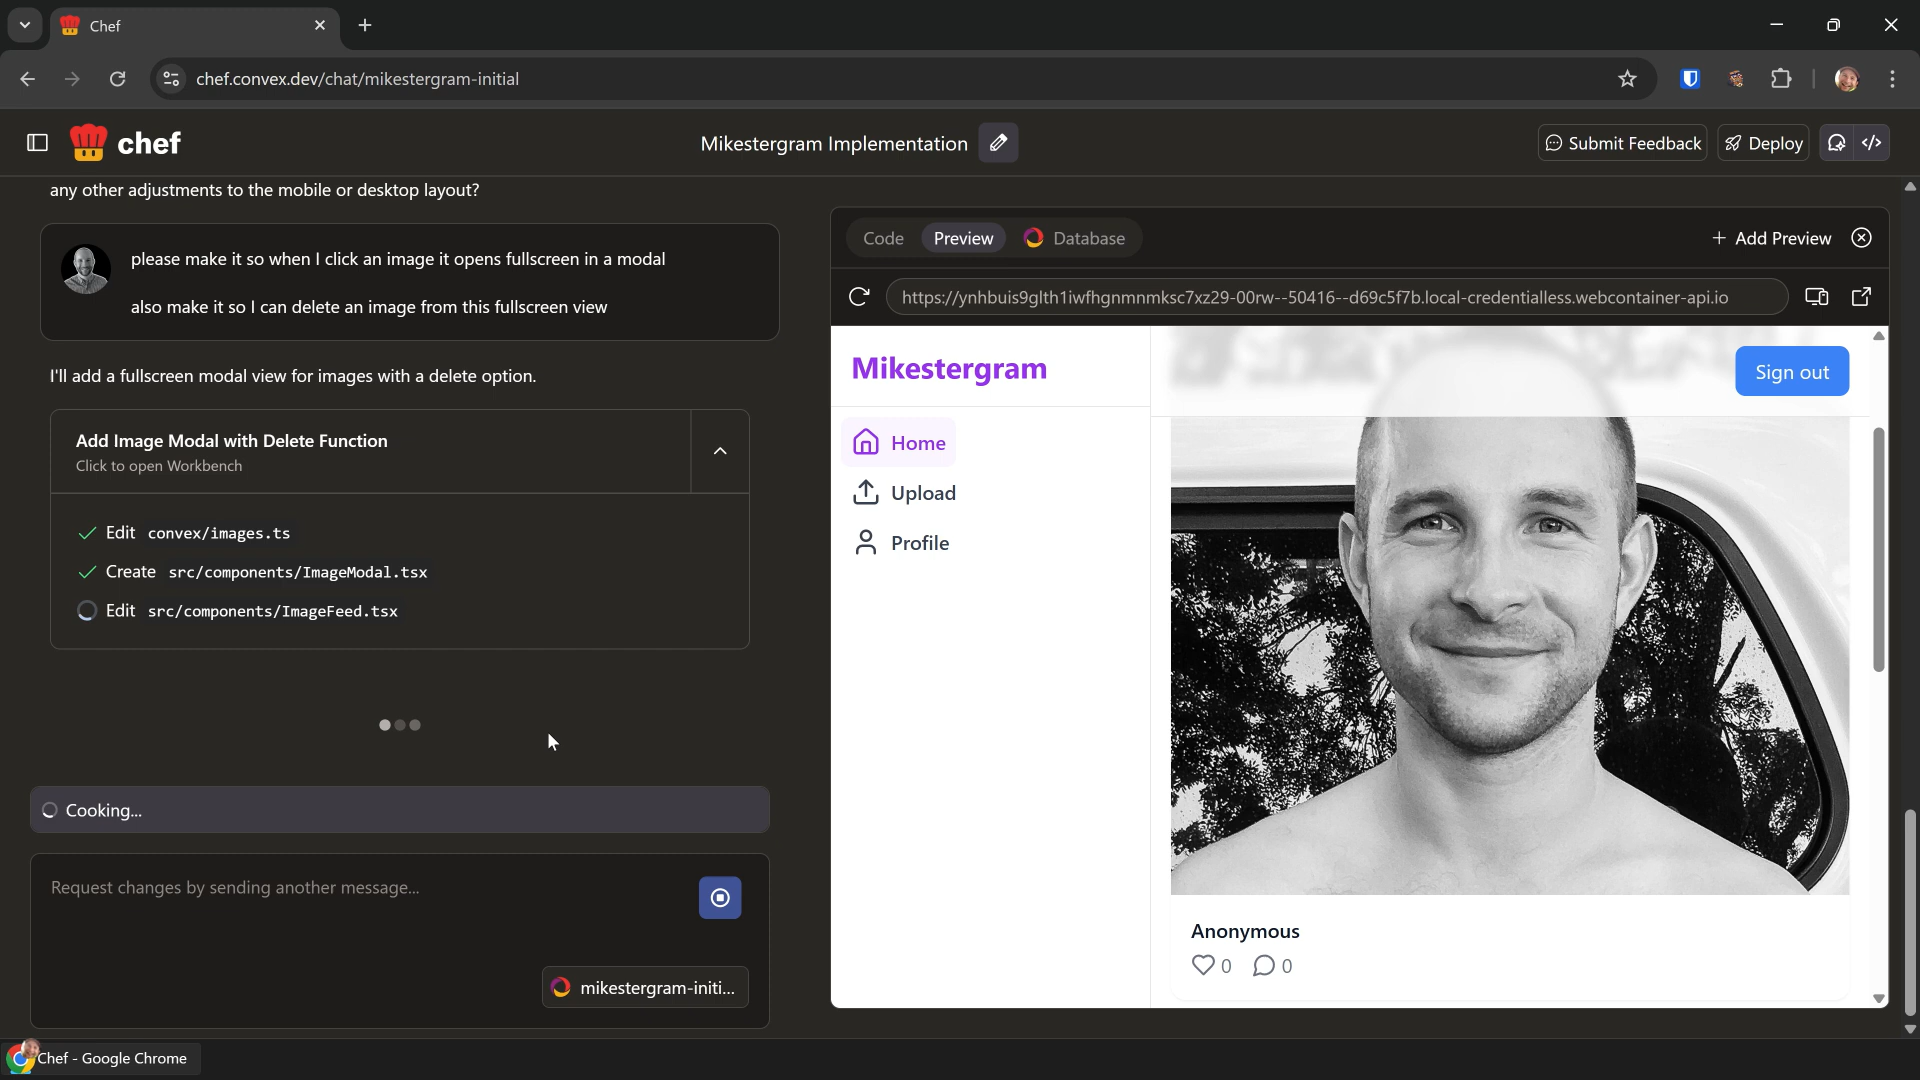 Chef
chef.convex.dev/chat/mikestergram-initial
chef
Mikestergram Implementation
Submit Feedback
Deploy
any other adjustments to the mobile or desktop layout?
please make it so when I click an image it opens fullscreen in a modal
also make it so I can delete an image from this fullscreen view
I'll add a fullscreen modal view for images with a delete option.
Add Image Modal with Delete Function
Click to open Workbench
Edit convex/images.ts
Create src/components/ImageModal.tsx
Edit src/components/ImageFeed.tsx
Cooking...
Request changes by sending another message...
mikestergram-initi...
Code
Preview
Database
+ Add Preview
https://ynhbuis9glth1iwfhgnmnmksc7xz29-00rw--50416--d69c5f7b.local-credentialless.webcontainer-api.io
Mikestergram
Sign out
Home
Upload
Profile
Anonymous
0
0
Chef - Google Chrome